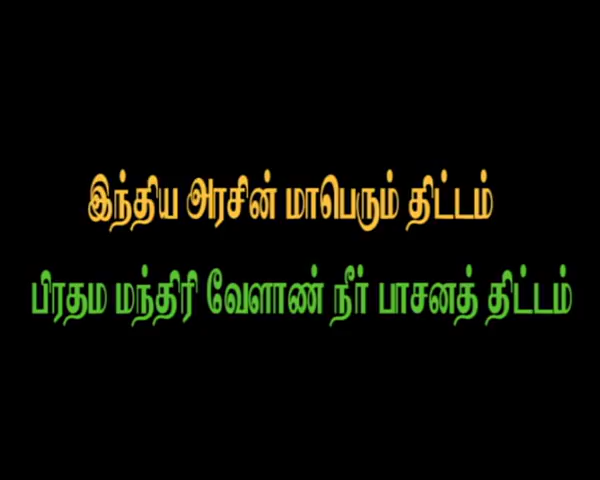 இந்திய அரசின் மாபெரும் திட்டம்
பிரதம மந்திரி வேளாண் நீர் பாசனத் திட்டம்